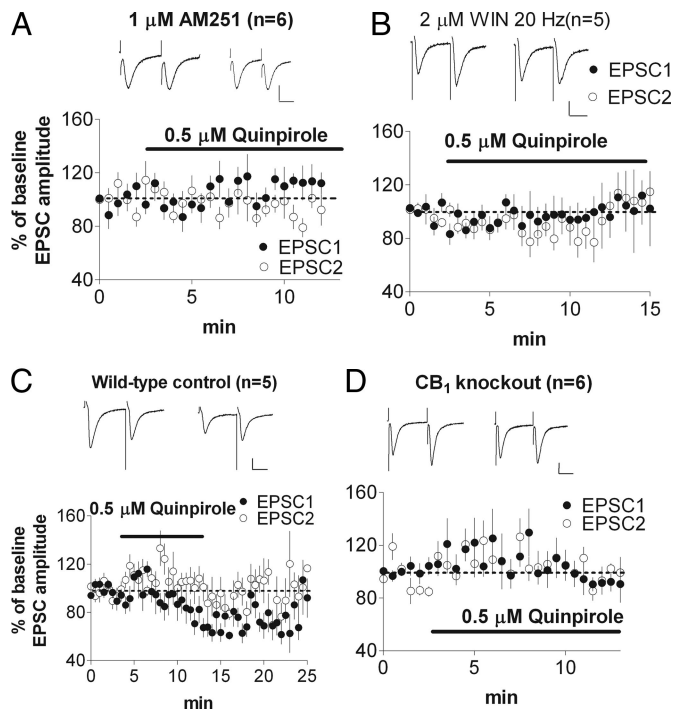 A
1 µM AM251 (n=6)
0.5 µM Quinpirole
160
120
80
40
% of baseline
EPSC amplitude
EPSC1
EPSC2
0 5 10
min
B
2 µM WIN 20 Hz(n=5)
EPSC1
EPSC2
0.5 µM Quinpirole
160
120
80
40
0 5 10 15
min
C
Wild-type control (n=5)
0.5 µM Quinpirole
EPSC1
EPSC2
160
120
80
40
% of baseline
EPSC amplitude
0 5 10 15 20 25
min
D
CB1 knockout (n=6)
EPSC1
EPSC2
160
120
80
40
0.5 µM Quinpirole
0 5 10
min